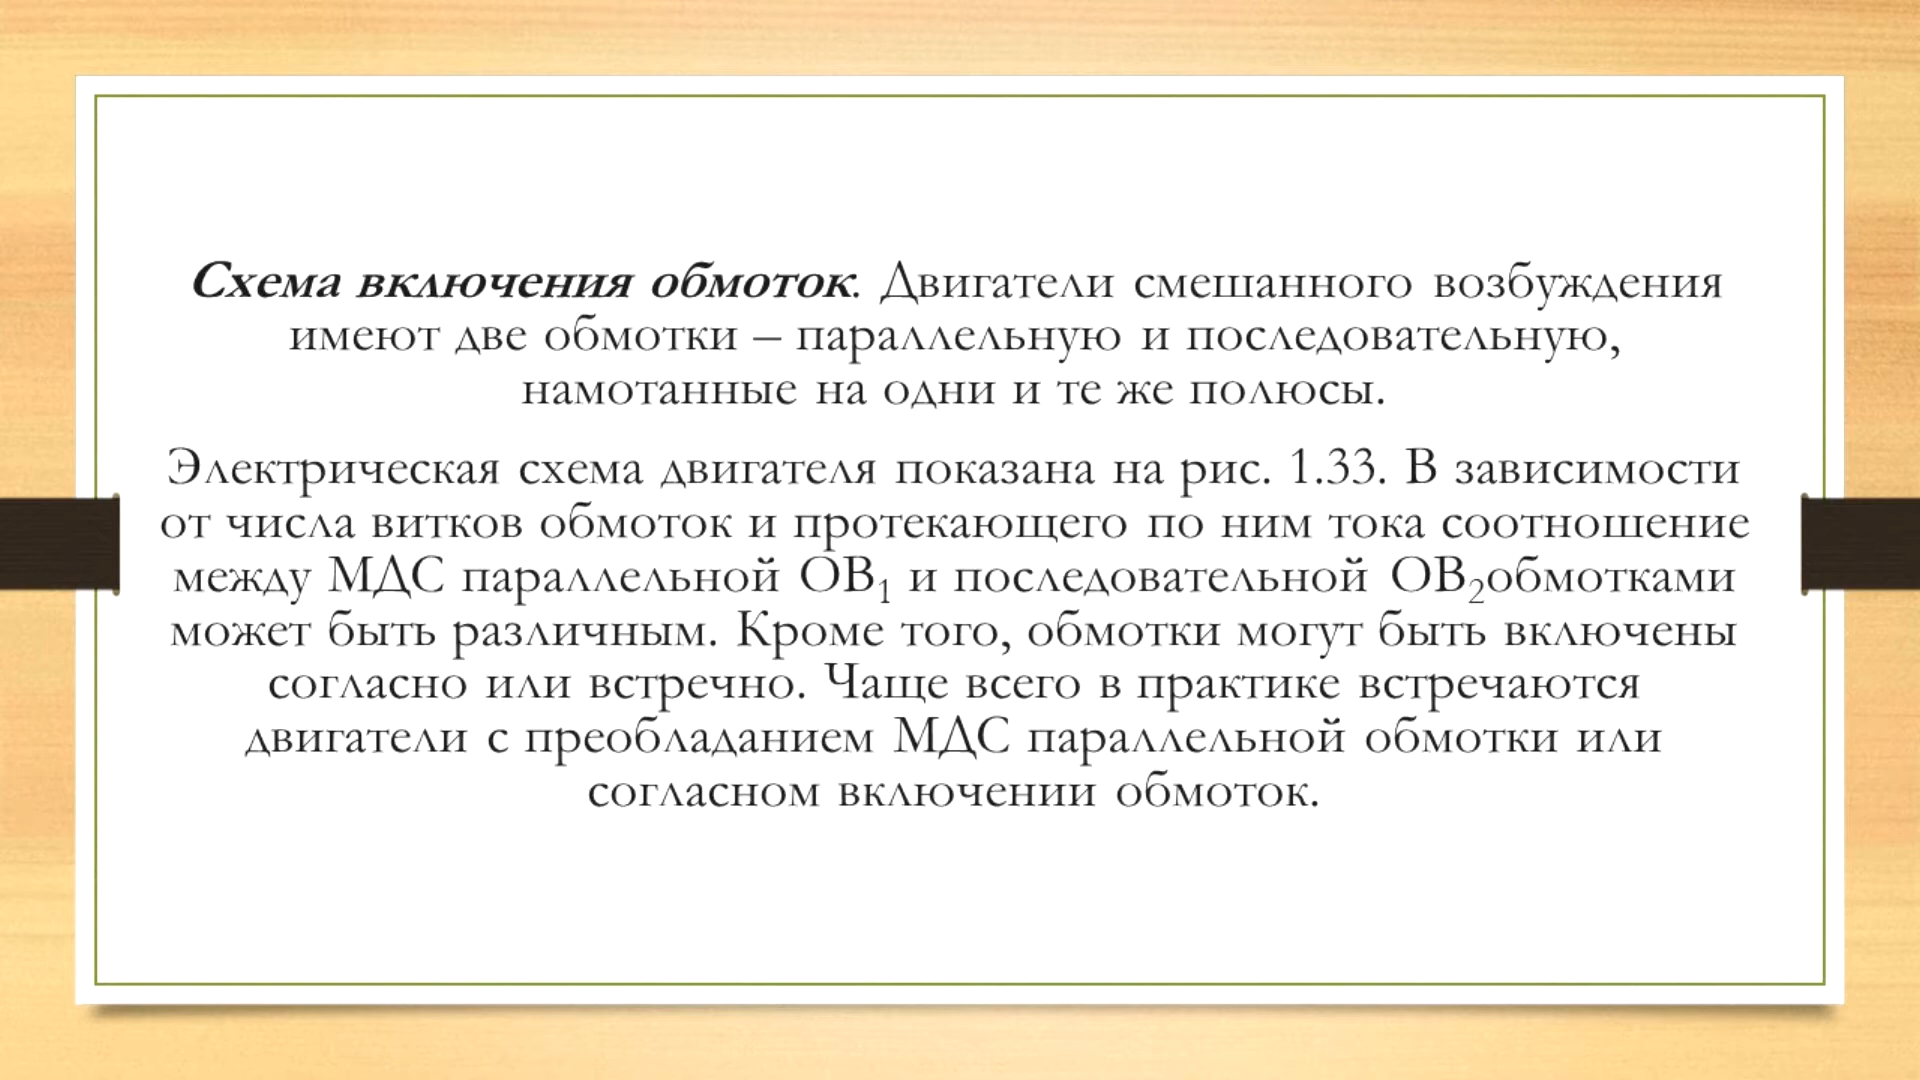 Схема включения обмоток. Двигатели смешанного возбуждения
имеют две обмотки – параллельную и последовательную,
намотанные на одни и те же полюсы.
Электрическая схема двигателя показана на рис. 1.33. В зависимости
от числа витков обмоток и протекающего по ним тока соотношение
между МДС параллельной ОВ₁ и последовательной ОВ₂обмотками
может быть различным. Кроме того, обмотки могут быть включены
согласно или встречно. Чаще всего в практике встречаются
двигатели с преобладанием МДС параллельной обмотки или
согласном включении обмоток.